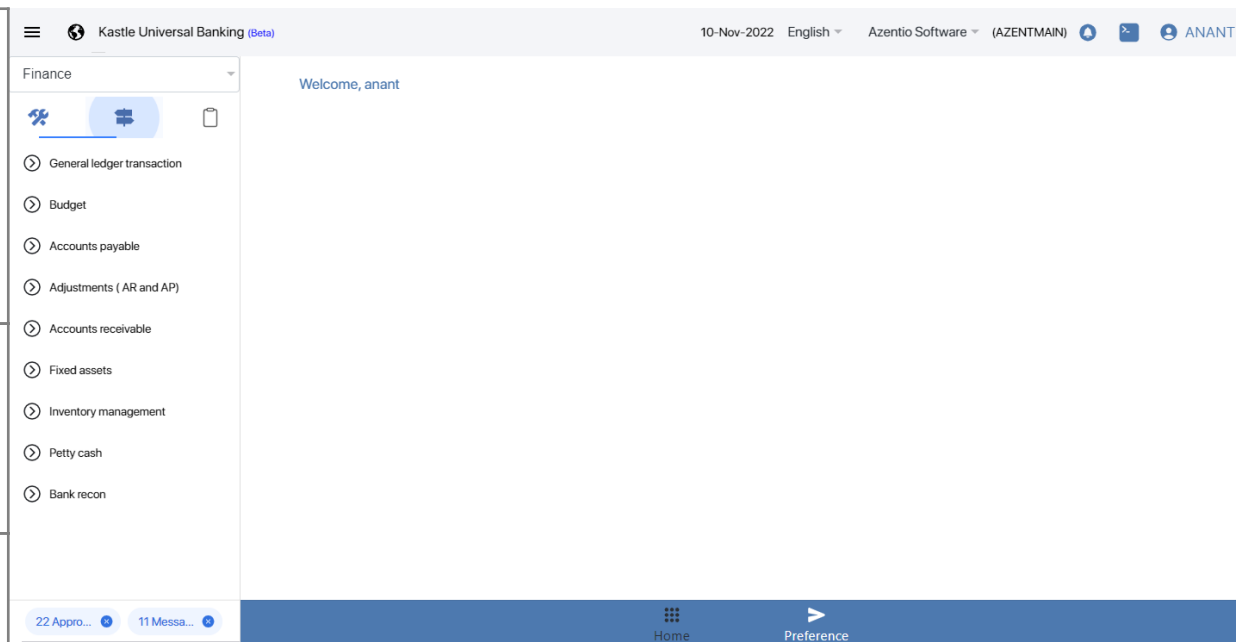 Kastle Universal Banking (Beta)
10-Nov-2022 English Azentio Software (AZENTMAIN) ANANT
Finance
Welcome, anant
General ledger transaction
Budget
Accounts payable
Adjustments ( AR and AP)
Accounts receivable
Fixed assets
Inventory management
Petty cash
Bank recon
22 Appro... 11 Messa...
Home Preference